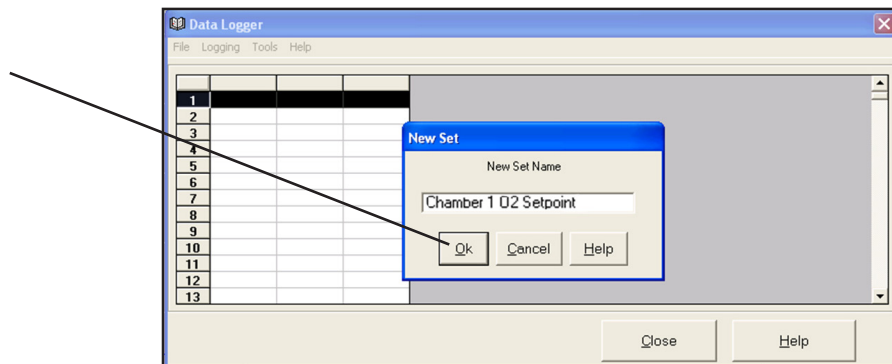 Data Logger
File Logging Tools Help
1
2
3
4
5
6
7
8
9
10
11
12
13
New Set
New Set Name
Chamber 1 O2 Setpoint
Ok Cancel Help
Close Help